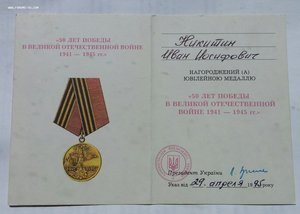 «50 ЛЕТ ПОБЕДЫ
В ВЕЛИКОЙ ОТЕЧЕСТВЕННОЙ ВОЙНЕ
1941 — 1945 гг.»
Никитин
Иван Иосифович
НАГОРОДЖЕНИЙ (А)
ЮВІЛЕЙНОЮ МЕДАЛЛЮ
«50 ЛЕТ ПОБЕДЫ
В ВЕЛИКОЙ ОТЕЧЕСТВЕННОЙ
ВОЙНЕ 1941 — 1945 гг.»
Президент України
Указ від 29 апреля 1995 года